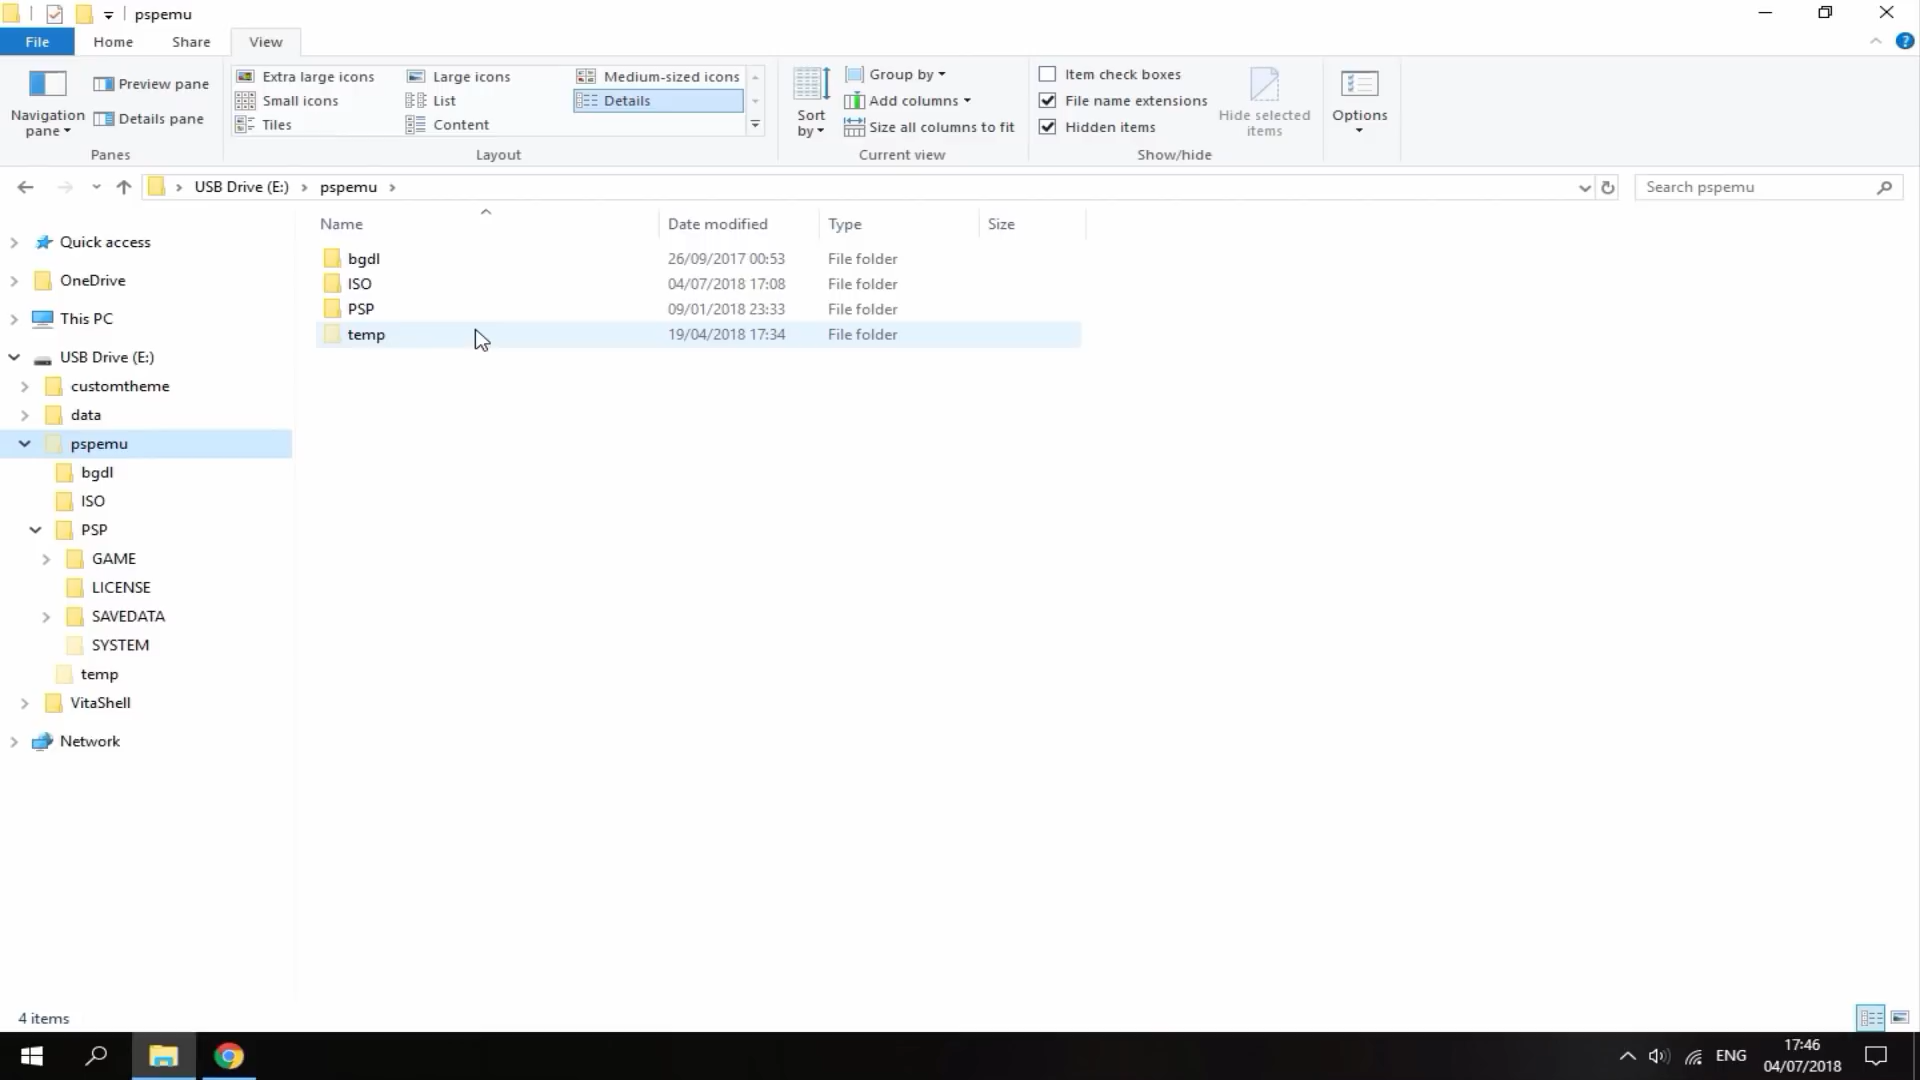 pspemu
File Home Share View
Navigation pane
Preview pane
Details pane
Panes
Extra large icons Large icons Medium-sized icons
Small icons List Details
Tiles Content
Layout
Sort by
Group by
Add columns
Size all columns to fit
Current view
Item check boxes
File name extensions
Hidden items
Hide selected items
Show/hide
Options
USB Drive (E:) pspemu
Search pspemu
Name Date modified Type Size
bgdl 26/09/2017 00:53 File folder
ISO 04/07/2018 17:08 File folder
PSP 09/01/2018 23:33 File folder
temp 19/04/2018 17:34 File folder
Quick access
OneDrive
This PC
USB Drive (E:)
customtheme
data
pspemu
bgdl
ISO
PSP
GAME
LICENSE
SAVEDATA
SYSTEM
temp
VitaShell
Network
4 items
ENG
17:46
04/07/2018